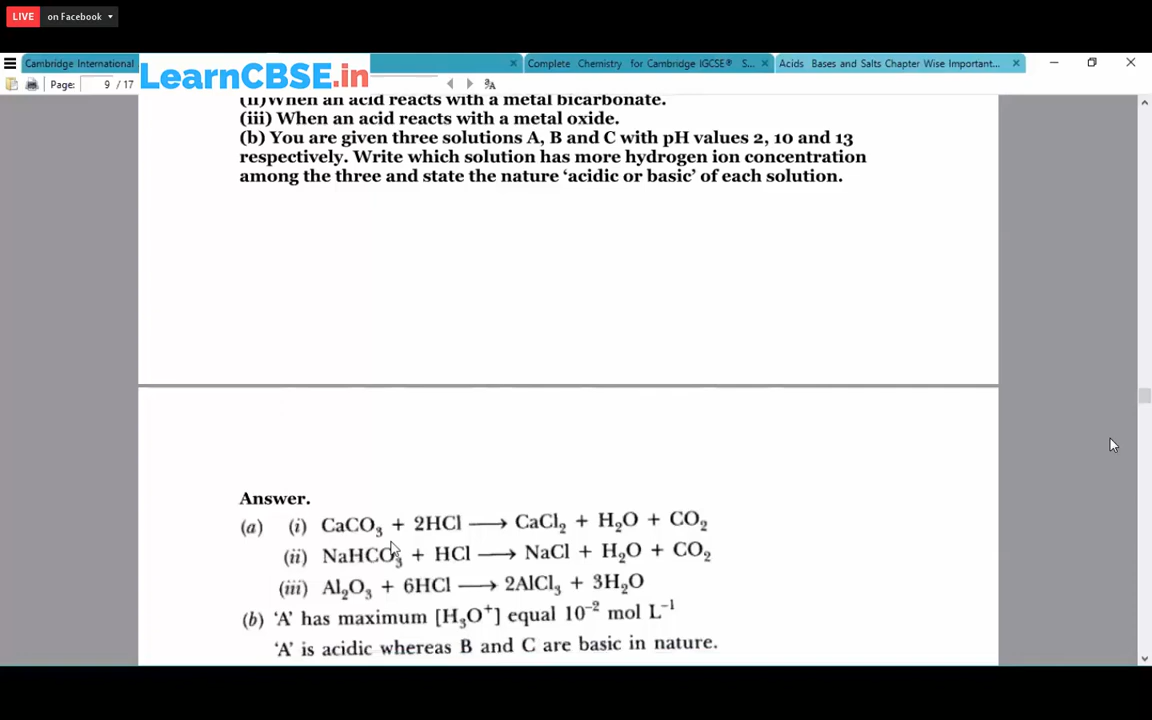 LIVE on Facebook
Cambridge International
Complete Chemistry for Cambridge IGCSE® S...
Acids Bases and Salts Chapter Wise Important...
LearnCBSE.in
Page: 9 / 17
(ii)When an acid reacts with a metal bicarbonate.
(iii) When an acid reacts with a metal oxide.
(b) You are given three solutions A, B and C with pH values 2, 10 and 13
respectively. Write which solution has more hydrogen ion concentration
among the three and state the nature ‘acidic or basic’ of each solution.
Answer.
(a) (i) CaCO₃ + 2HCl ⟶ CaCl₂ + H₂O + CO₂
(ii) NaHCO₃ + HCl ⟶ NaCl + H₂O + CO₂
(iii) Al₂O₃ + 6HCl ⟶ 2AlCl₃ + 3H₂O
(b) ‘A’ has maximum [H₃O⁺] equal 10⁻² mol L⁻¹
‘A’ is acidic whereas B and C are basic in nature.